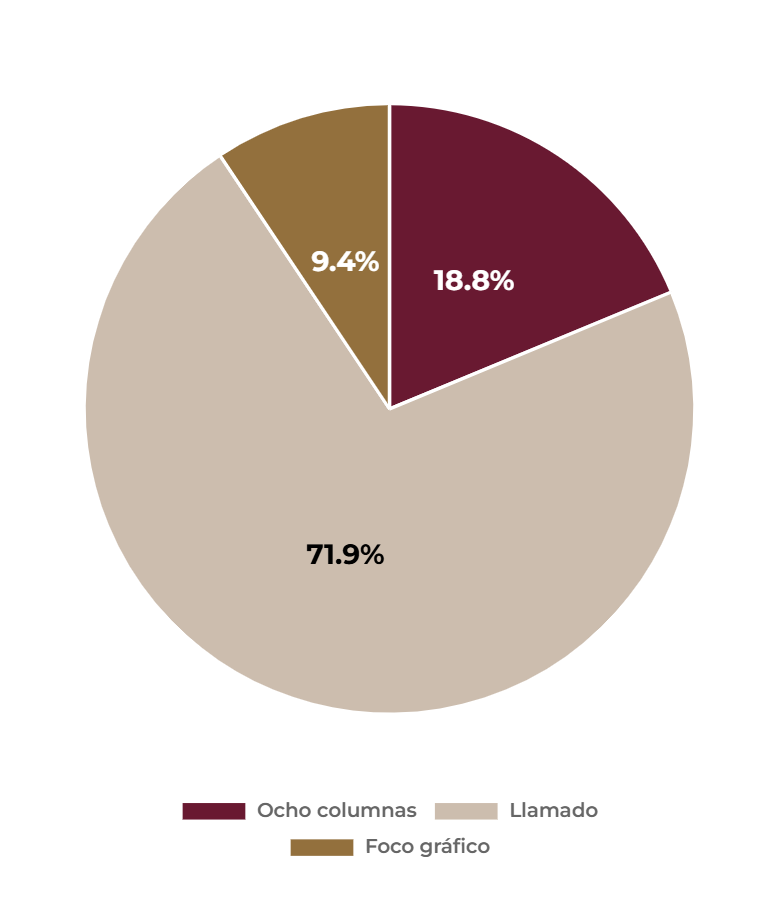 9.4%
18.8%
71.9%
Ocho columnas Llamado
Foco gráfico